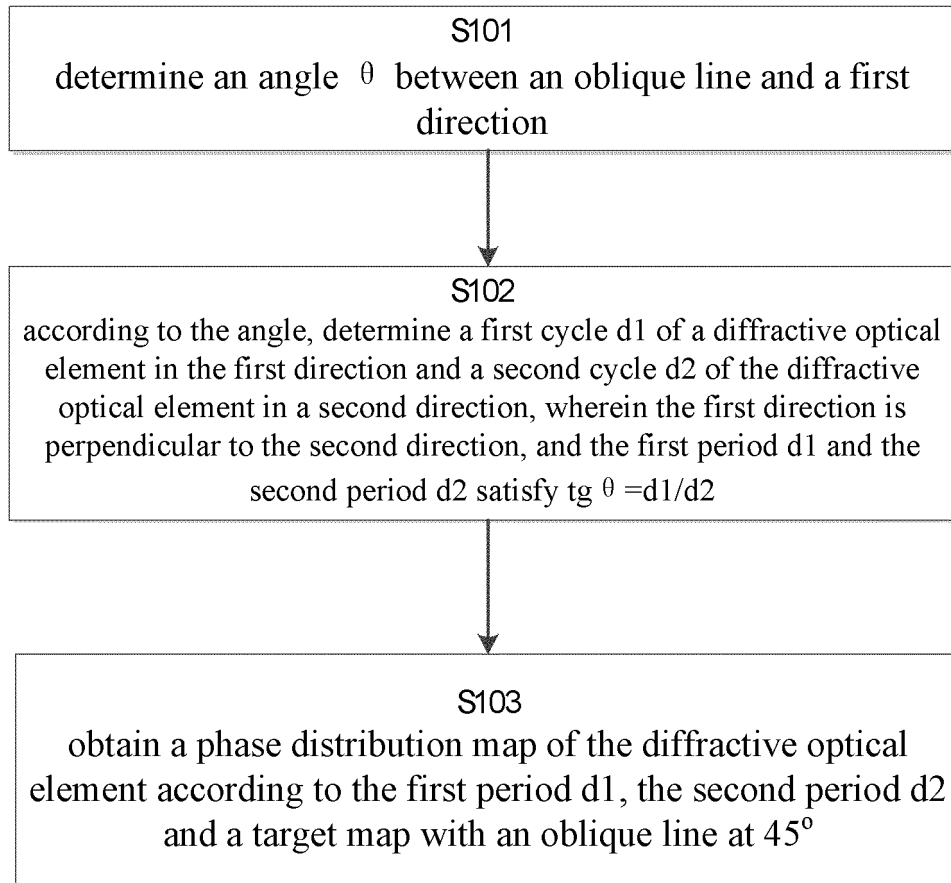 S101
determine an angle θ between an oblique line and a first
direction
S102
according to the angle, determine a first cycle d1 of a diffractive optical
element in the first direction and a second cycle d2 of the diffractive
optical element in a second direction, wherein the first direction is
perpendicular to the second direction, and the first period d1 and the
second period d2 satisfy tg θ =d1/d2
S103
obtain a phase distribution map of the diffractive optical
element according to the first period d1, the second period d2
and a target map with an oblique line at 45°